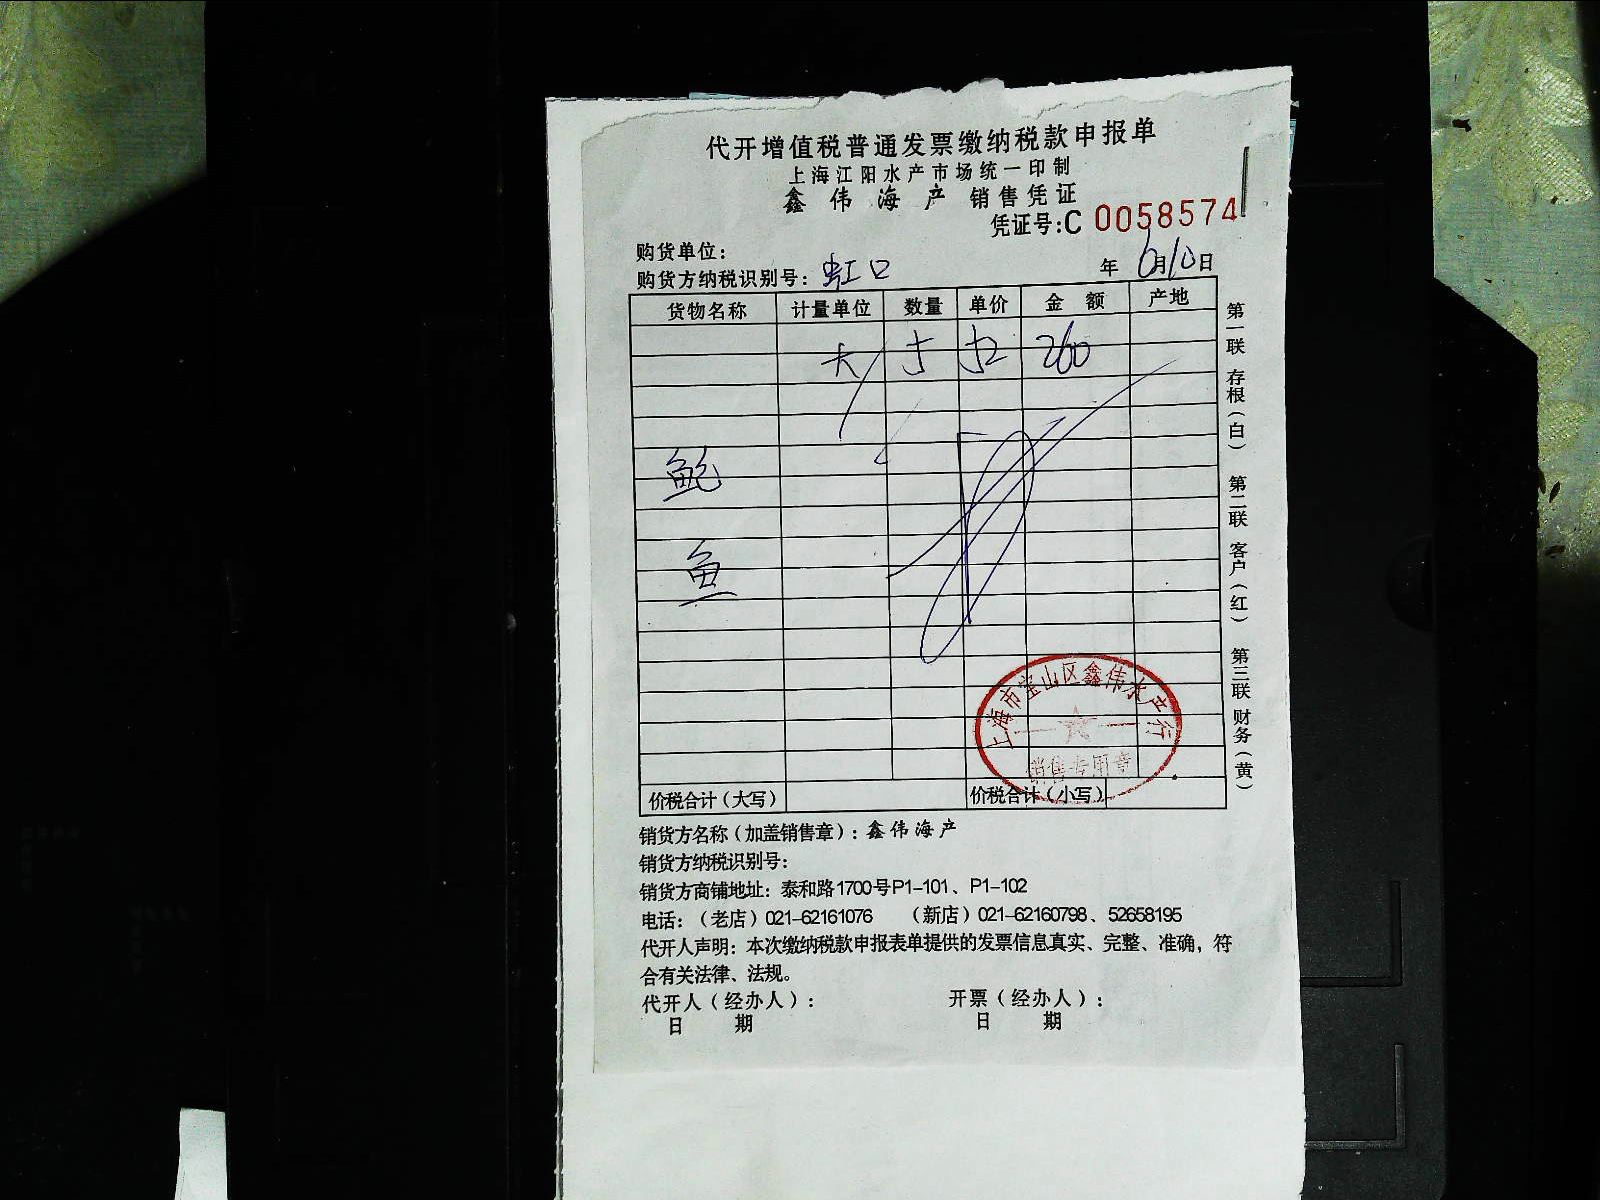 代开增值税普通发票缴纳税款申报单
上海江阳水产市场统一印制
鑫伟海产 销售凭证
凭证号:C 0058574
购货单位:
购货方纳税识别号: 虹口 年 6月10日
货物名称 计量单位 数量 单价 金额 产地
大 5 52 260
鲍
鱼
价税合计(大写) 价税合计(小写)
上海市宝山区鑫伟水产行
销售专用章
第一联 存根(白) 第二联 客户(红) 第三联 财务(黄)
销货方名称(加盖销售章): 鑫伟海产
销货方纳税识别号:
销货方商铺地址: 泰和路1700号P1-101、P1-102
电话:(老店)021-62161076 (新店)021-62160798、52658195
代开人声明: 本次缴纳税款申报表单提供的发票信息真实、完整、准确, 符
合有关法律、法规。
代开人(经办人): 开票(经办人):
日期 日期